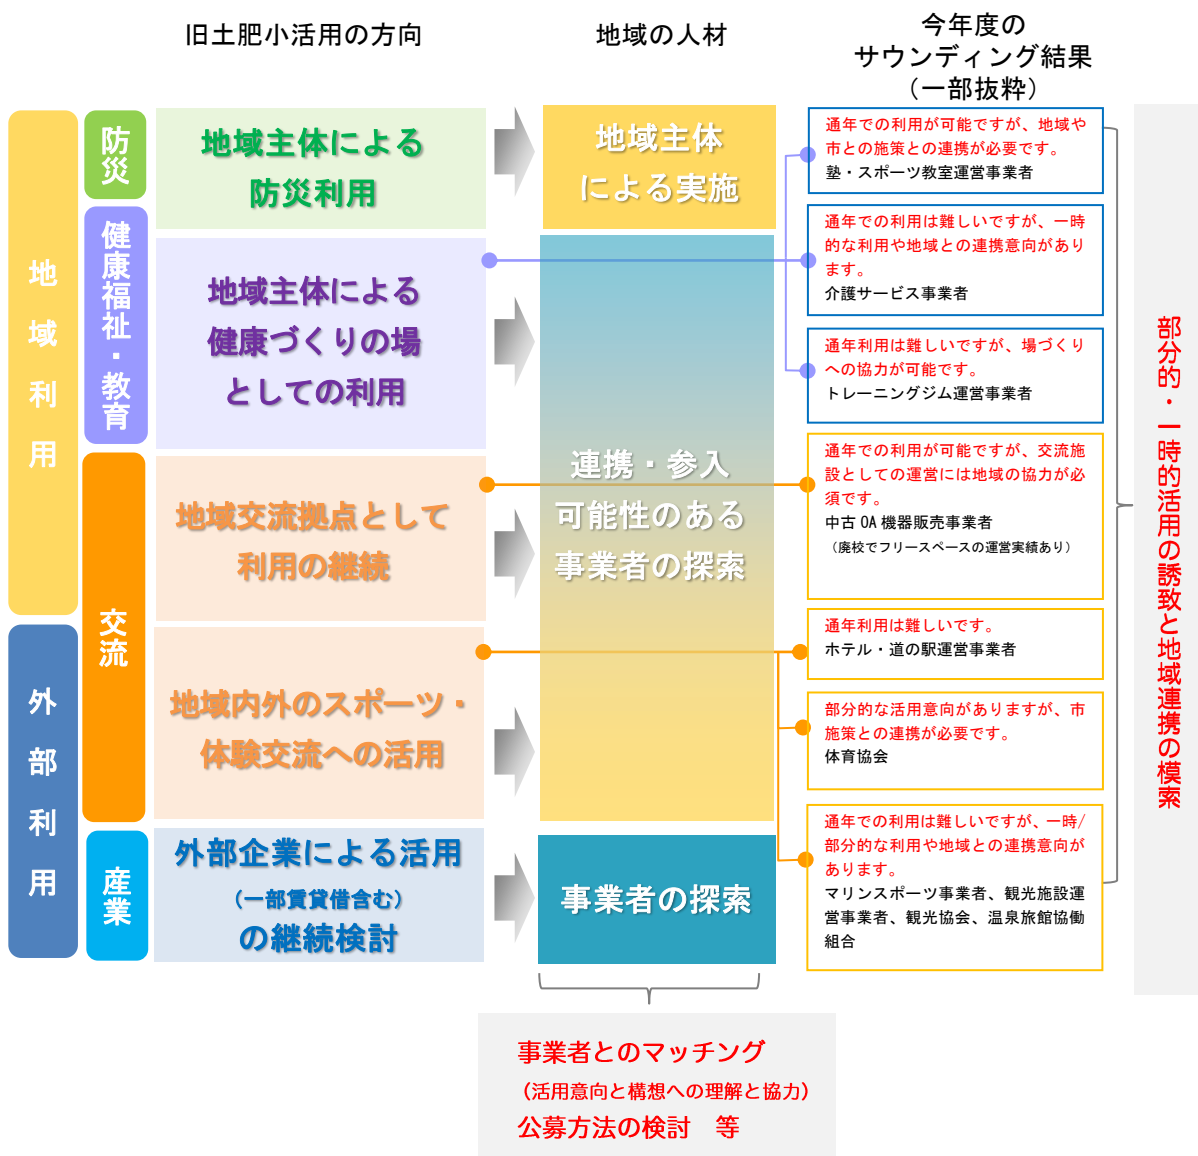 旧土肥小活用の方向
地域の人材
今年度の
サウンディング結果
（一部抜粋）
地域利用
外部利用
防災
健康福祉・教育
交流
産業
地域主体による
防災利用
地域主体による
健康づくりの場
としての利用
地域交流拠点として
利用の継続
地域内外のスポーツ・
体験交流への活用
外部企業による活用
（一部賃貸借含む）
の継続検討
地域主体
による実施
連携・参入
可能性のある
事業者の探索
事業者の探索
通年での利用が可能ですが、地域や
市との施策との連携が必要です。
塾・スポーツ教室運営事業者
通年での利用は難しいですが、一時
的な利用や地域との連携意向があり
ます。
介護サービス事業者
通年利用は難しいですが、場づくり
への協力が可能です。
トレーニングジム運営事業者
通年での利用が可能ですが、交流施
設としての運営には地域の協力が必
須です。
中古OA機器販売事業者
（廃校でフリースペースの運営実績あり）
通年利用は難しいです。
ホテル・道の駅運営事業者
部分的な活用意向がありますが、市
施策との連携が必要です。
体育協会
通年での利用は難しいですが、一時/
部分的な利用や地域との連携意向が
あります。
マリンスポーツ事業者、観光施設運
営事業者、観光協会、温泉旅館協働
組合
部分的・一時的活用の誘致と地域連携の模索
事業者とのマッチング
（活用意向と構想への理解と協力）
公募方法の検討　等